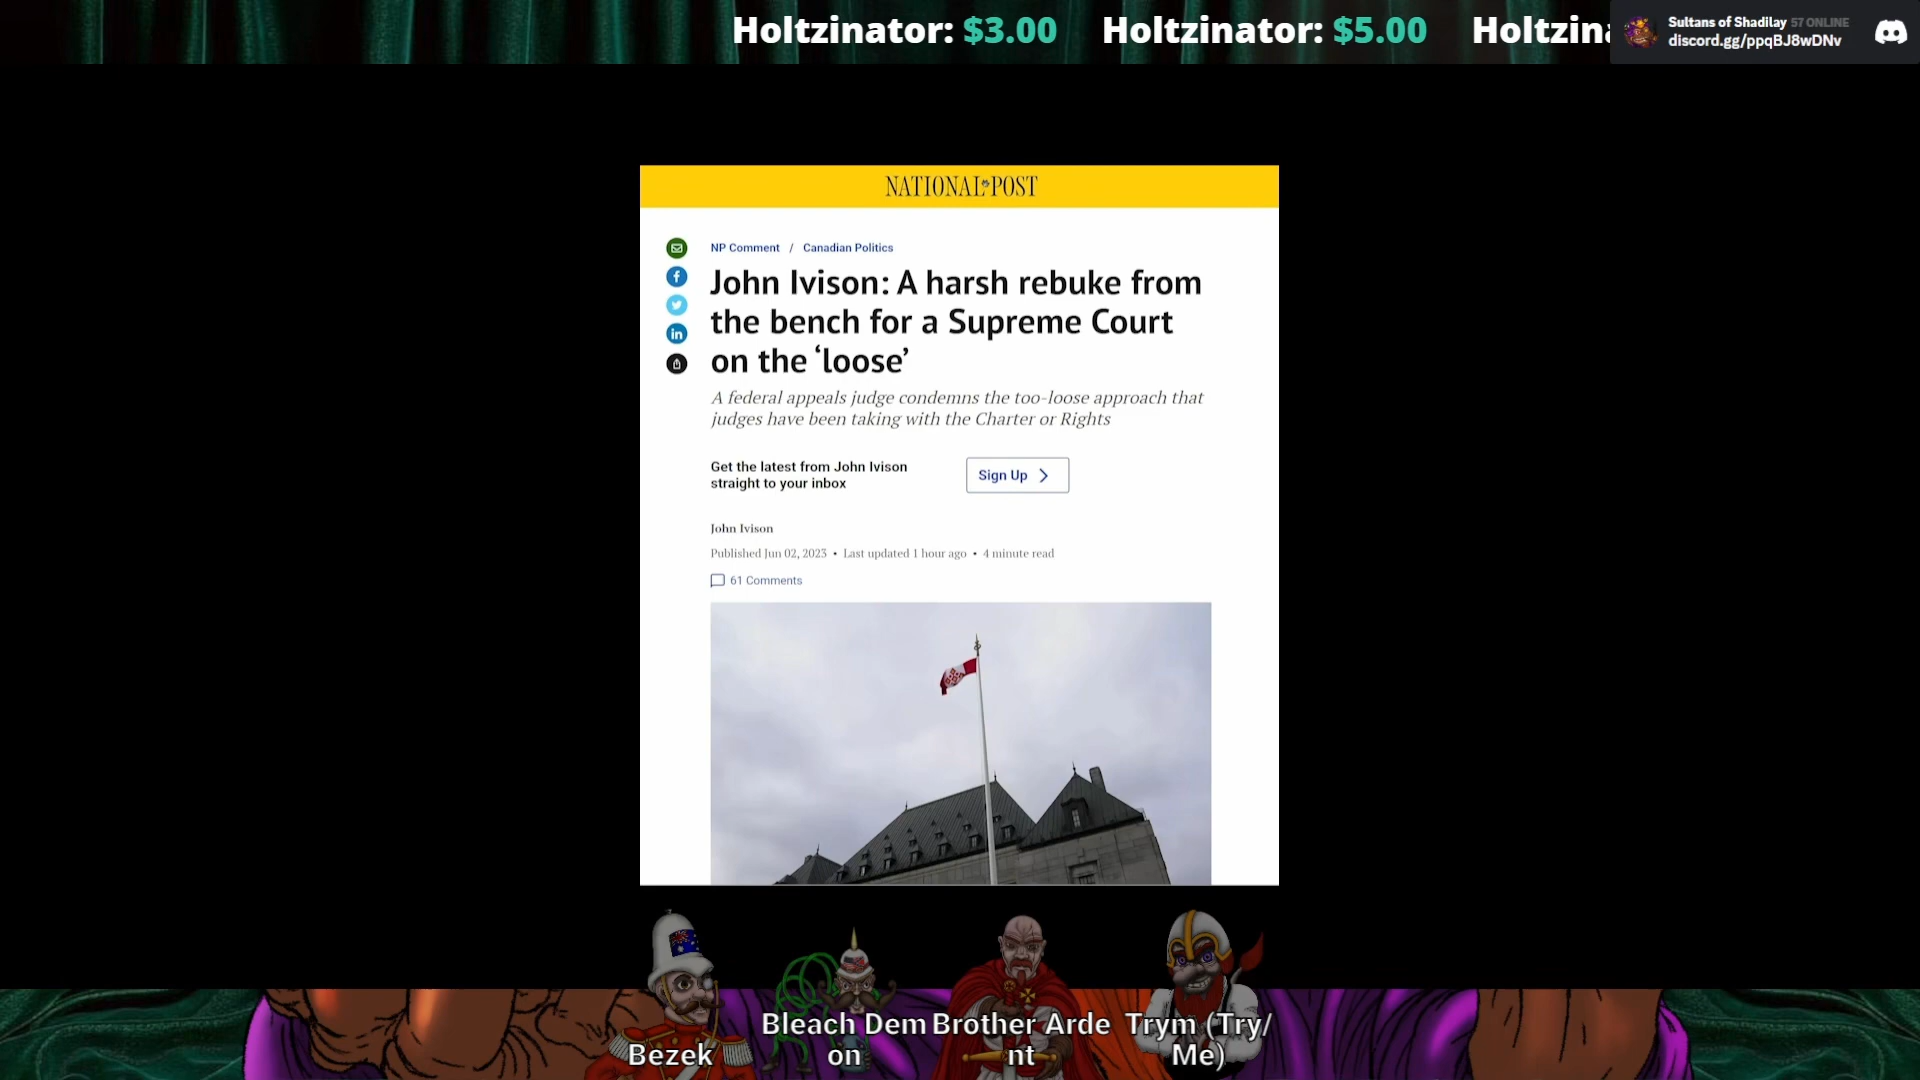 Holtzinator: $3.00 Holtzinator: $5.00 Holtzin
Sultans of Shadilay 57 ONLINE
discord.gg/ppqBJ8wDNv
NATIONAL POST
NP Comment / Canadian Politics
John Ivison: A harsh rebuke from
the bench for a Supreme Court
on the ‘loose’
A federal appeals judge condemns the too-loose approach that
judges have been taking with the Charter or Rights
Get the latest from John Ivison
straight to your inbox
Sign Up
John Ivison
Published Jun 02, 2023 • Last updated 1 hour ago • 4 minute read
61 Comments
Bezek
Bleach Dem
on
Brother Arde
nt
Trym (Try/
Me)